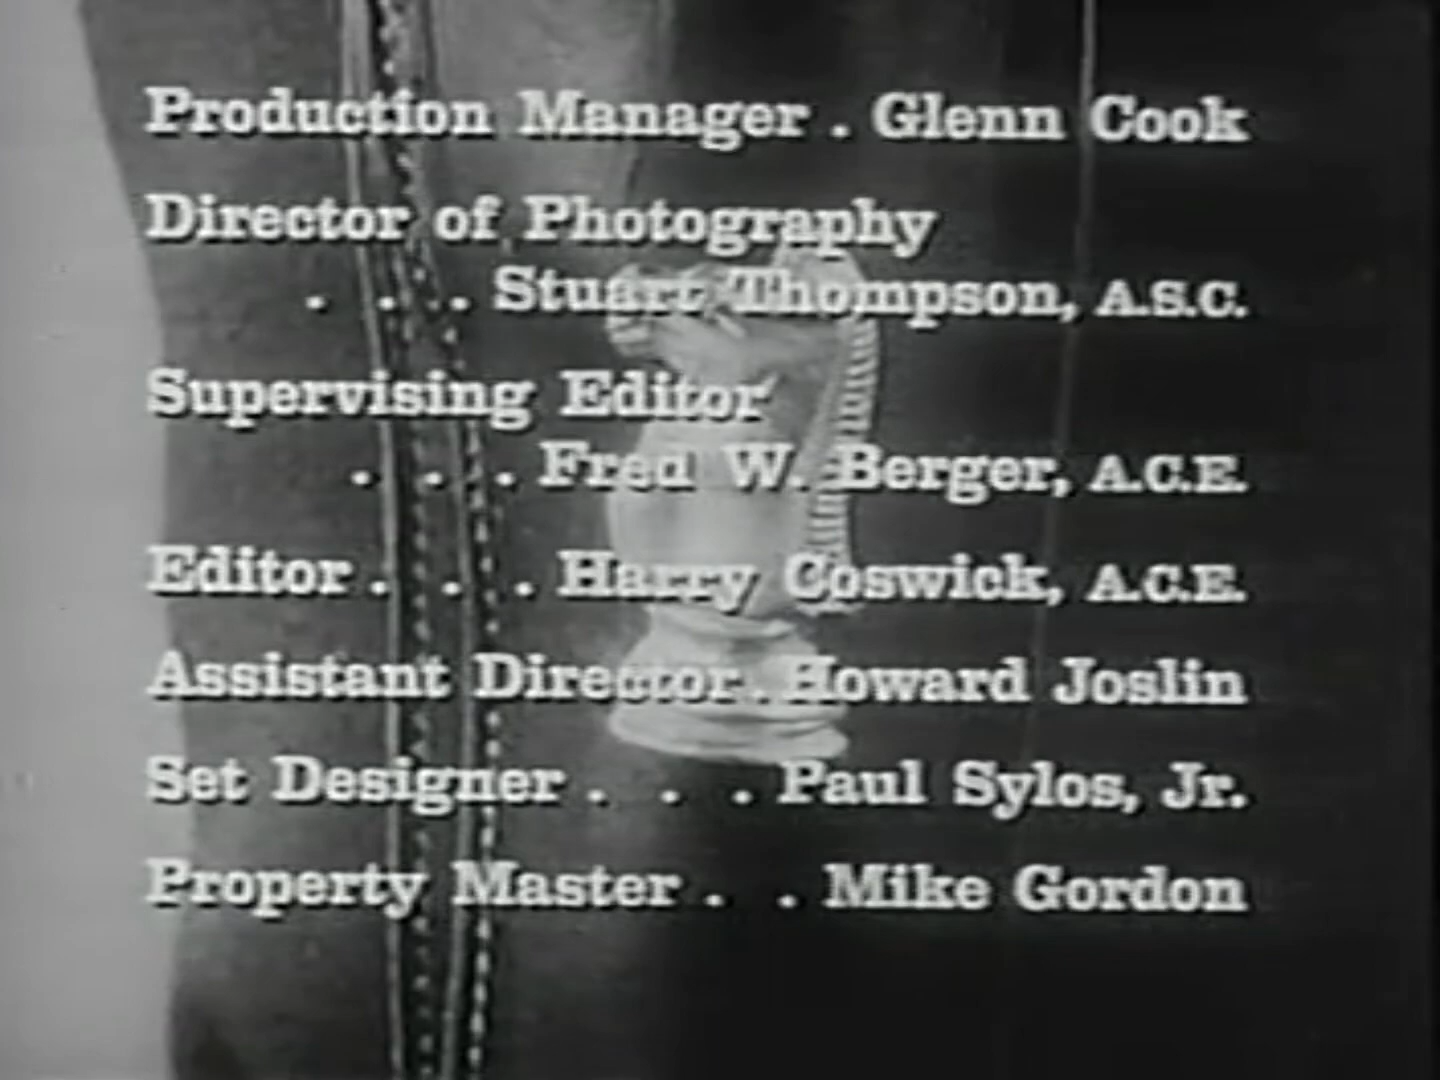 Production Manager . Glenn Cook
Director of Photography
. . . Stuart Thompson, A.S.C.
Supervising Editor
. . . Fred W. Berger, A.C.E.
Editor . . . Harry Coswick, A.C.E.
Assistant Director . Howard Joslin
Set Designer . . . Paul Sylos, Jr.
Property Master . . Mike Gordon